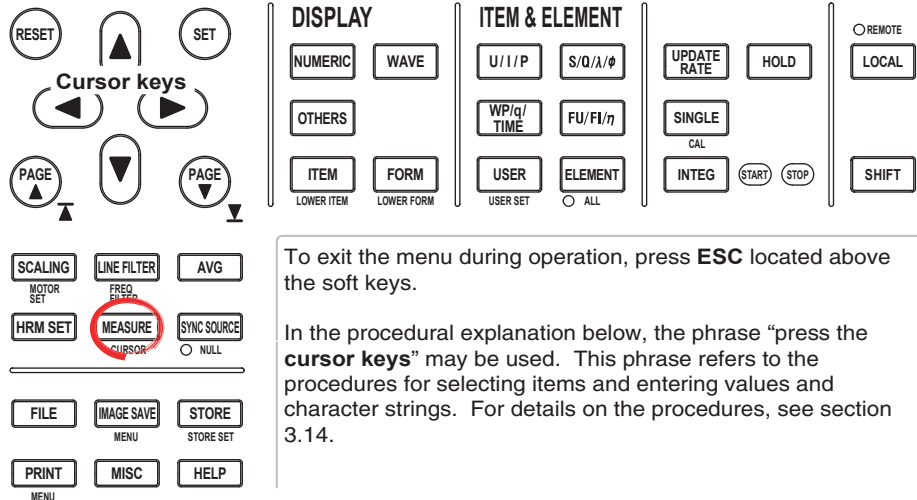 DISPLAY
ITEM & ELEMENT
RESET
SET
REMOTE
NUMERIC
WAVE
U / I / P
S/Q/λ/ϕ
UPDATE
RATE
HOLD
LOCAL
Cursor keys
OTHERS
WP/q/
TIME
FU/FI/η
SINGLE
CAL
PAGE
PAGE
ITEM
FORM
USER
ELEMENT
INTEG
START
STOP
SHIFT
LOWER ITEM
LOWER FORM
USER SET
ALL
SCALING
LINE FILTER
AVG
MOTOR
SET
FREQ
FILTER
HRM SET
MEASURE
SYNC SOURCE
CURSOR
NULL
FILE
IMAGE SAVE
STORE
MENU
STORE SET
PRINT
MISC
HELP
MENU
To exit the menu during operation, press ESC located above
the soft keys.
In the procedural explanation below, the phrase “press the
cursor keys” may be used. This phrase refers to the
procedures for selecting items and entering values and
character strings. For details on the procedures, see section
3.14.